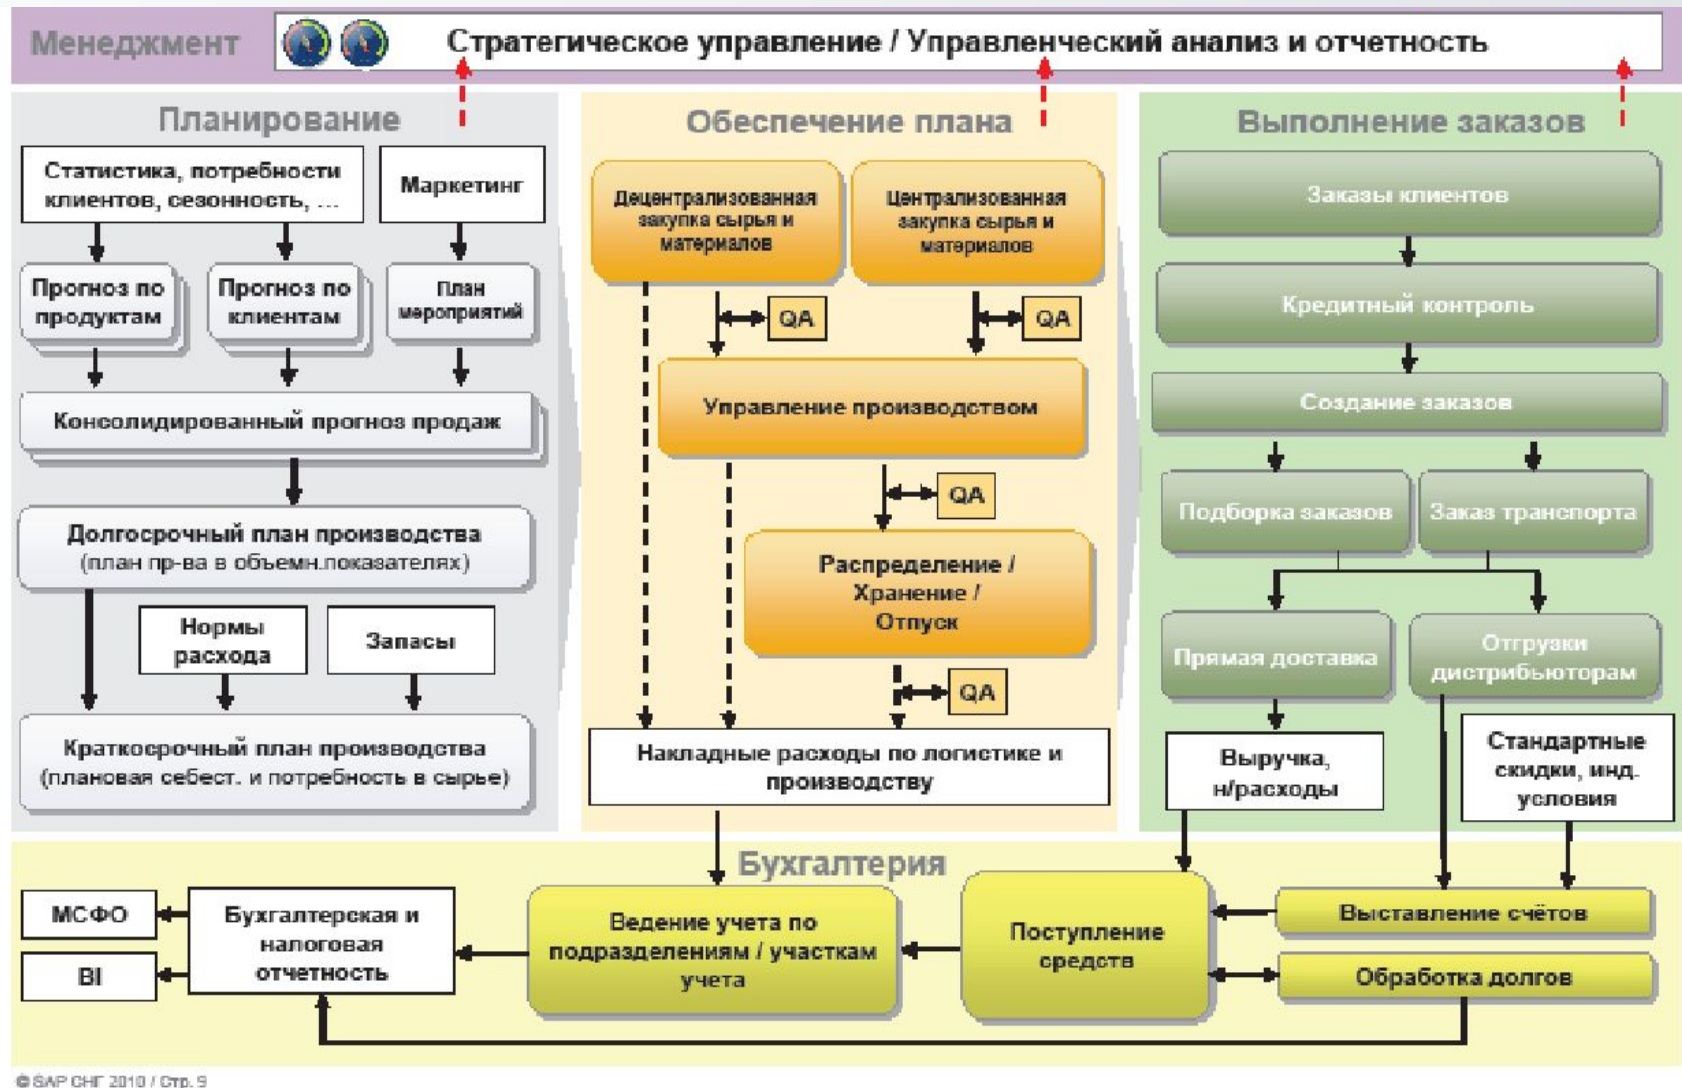 Менеджмент
Стратегическое управление / Управленческий анализ и отчетность
Планирование
Статистика, потребности
клиентов, сезонность, ...
Маркетинг
Прогноз по
продуктам
Прогноз по
клиентам
План
мероприятий
Консолидированный прогноз продаж
Долгосрочный план производства
(план пр-ва в объемн.показателях)
Нормы
расхода
Запасы
Краткосрочный план производства
(плановая себест. и потребность в сырье)
Обеспечение плана
Децентрализованная
закупка сырья и
материалов
Централизованная
закупка сырья и
материалов
QA
QA
Управление производством
QA
Распределение /
Хранение /
Отпуск
QA
Накладные расходы по логистике и
производству
Выполнение заказов
Заказы клиентов
Кредитный контроль
Создание заказов
Подборка заказов
Заказ транспорта
Прямая доставка
Отгрузки
дистрибьюторам
Выручка,
н/расходы
Стандартные
скидки, инд.
условия
Бухгалтерия
МСФО
BI
Бухгалтерская и
налоговая
отчетность
Ведение учета по
подразделениям / участкам
учета
Поступление
средств
Выставление счётов
Обработка долгов
© SAP СНГ 2010 / Стр. 9